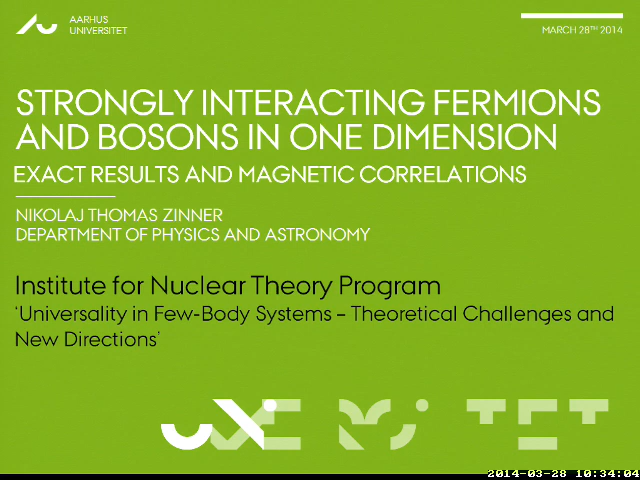 AARHUS
UNIVERSITET
MARCH 28TH 2014
STRONGLY INTERACTING FERMIONS
AND BOSONS IN ONE DIMENSION
EXACT RESULTS AND MAGNETIC CORRELATIONS
NIKOLAJ THOMAS ZINNER
DEPARTMENT OF PHYSICS AND ASTRONOMY
Institute for Nuclear Theory Program
‘Universality in Few-Body Systems – Theoretical Challenges and
New Directions’
2014-03-28 10:34:04